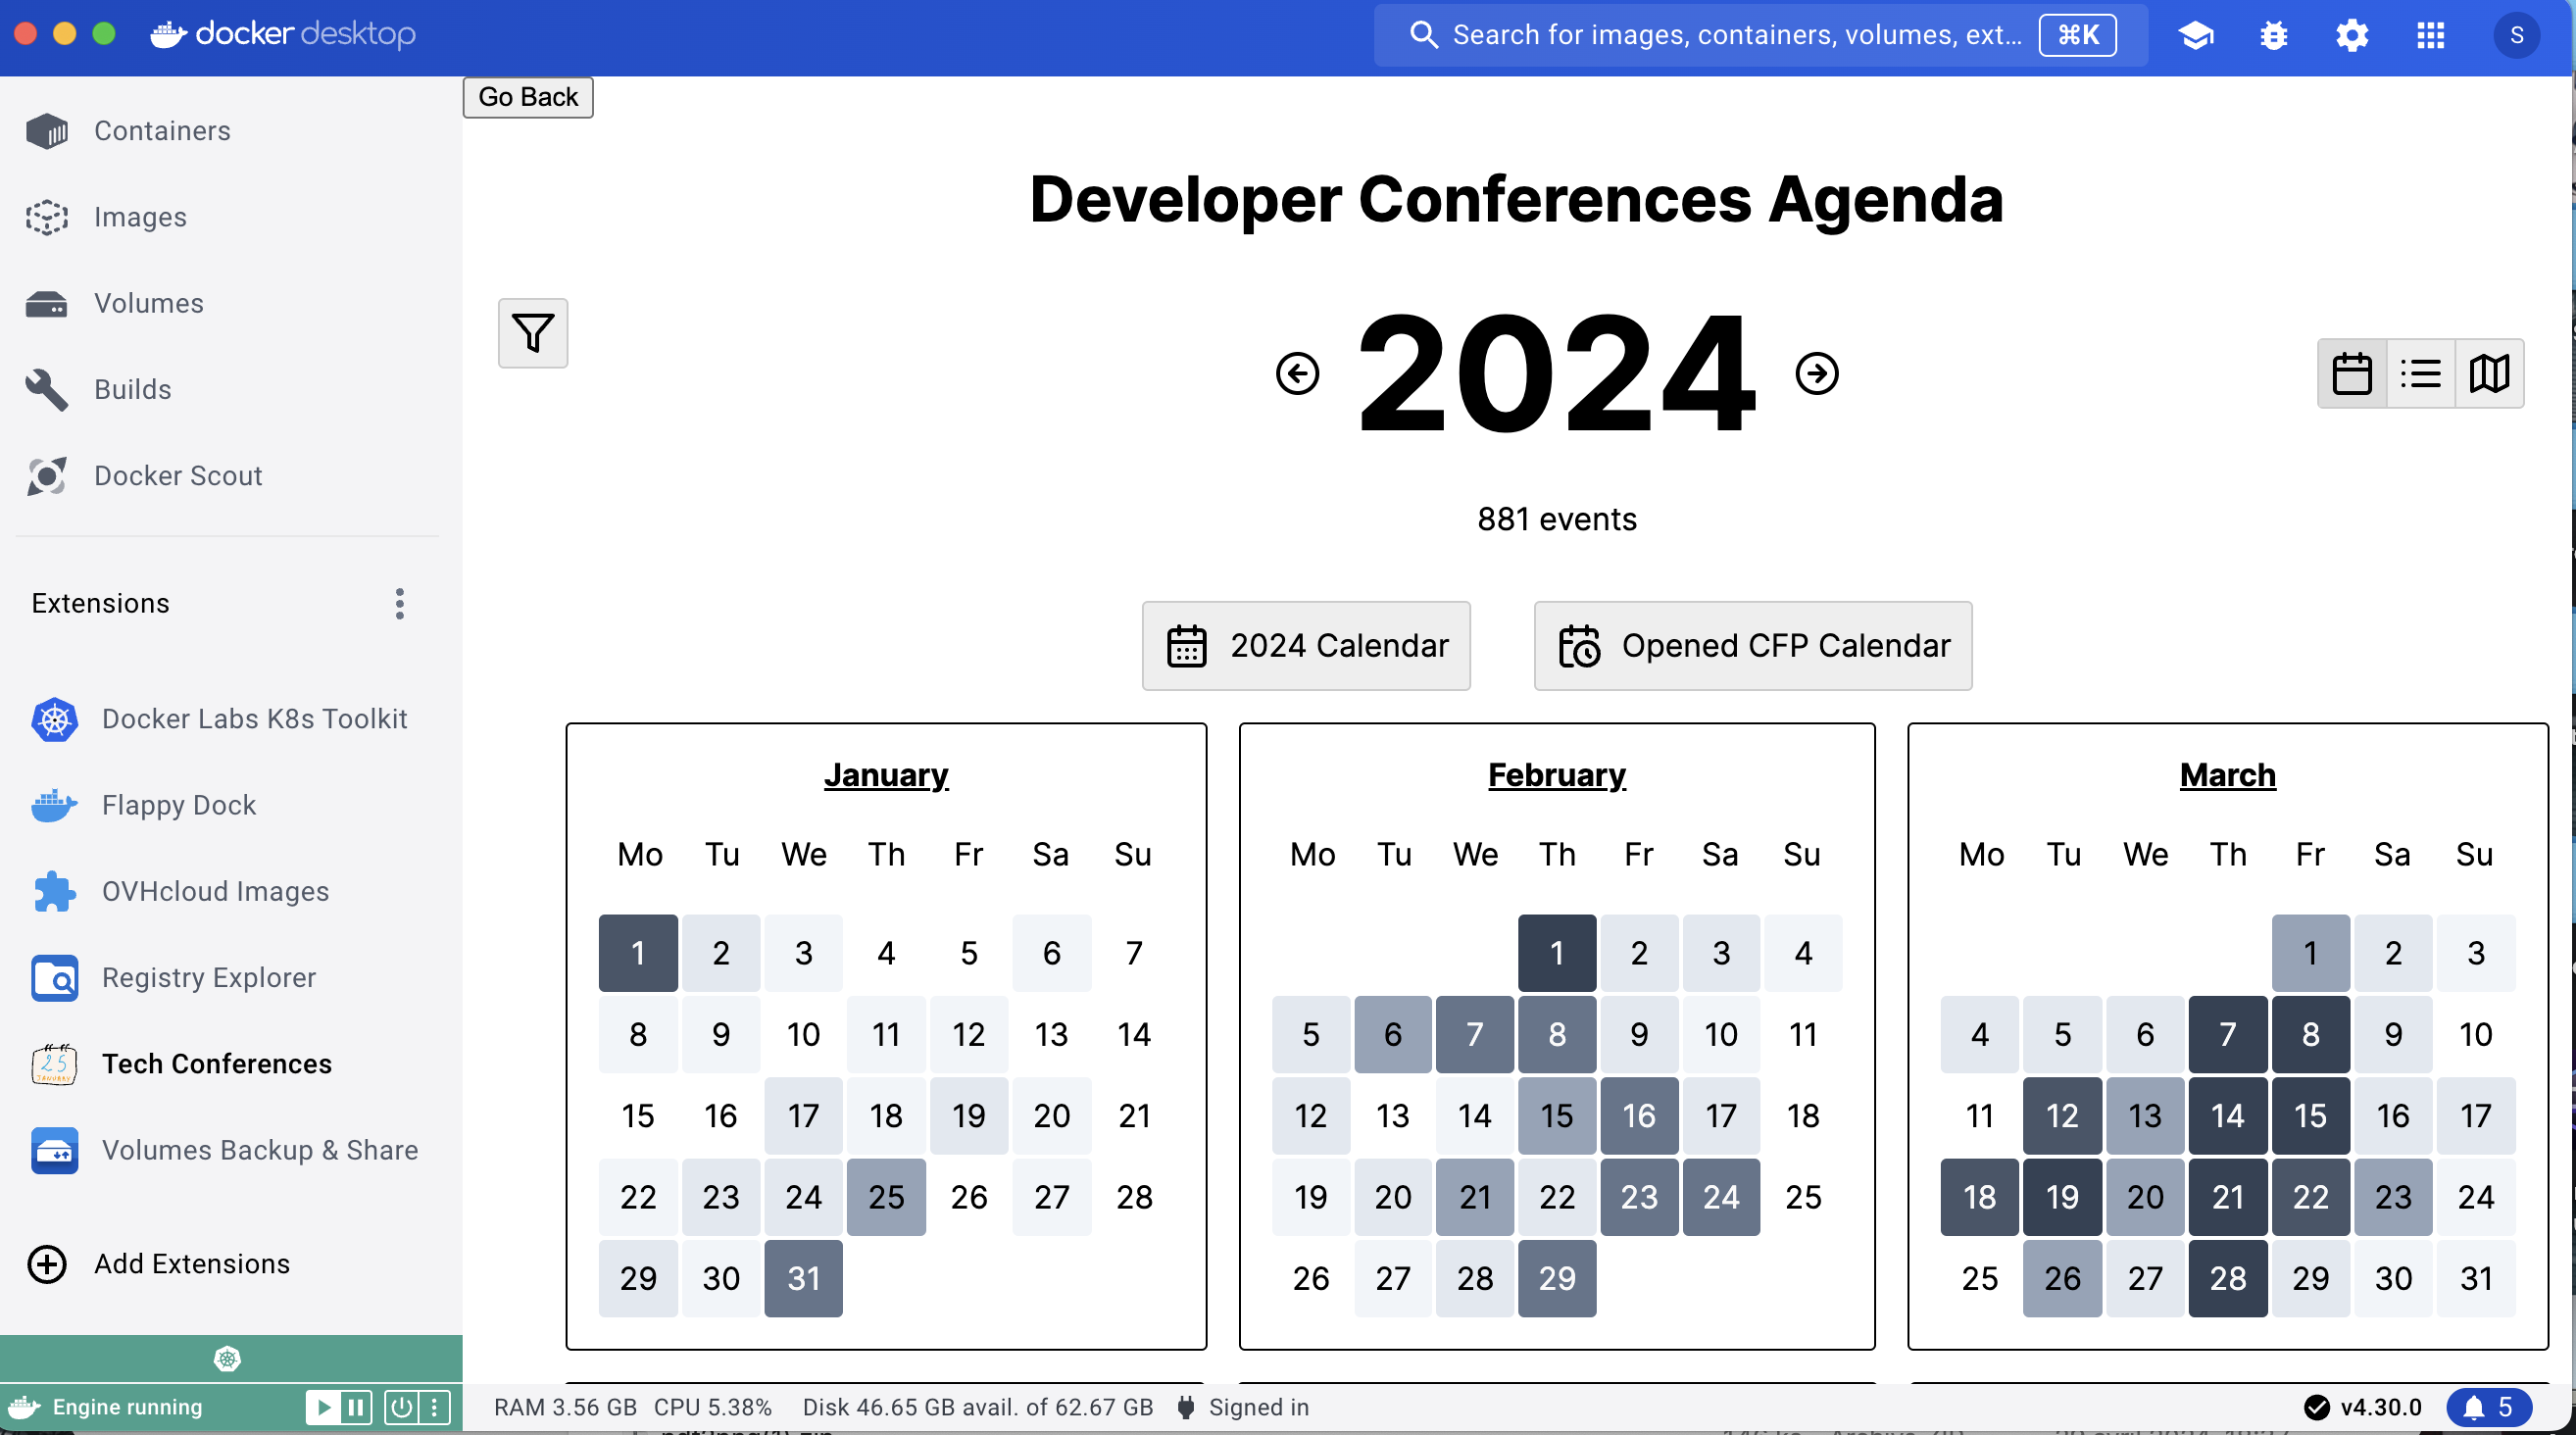 docker desktop
Search for images, containers, volumes, ext... ⌘K
S
Containers
Images
Volumes
Builds
Docker Scout
Extensions
Docker Labs K8s Toolkit
Flappy Dock
OVHcloud Images
Registry Explorer
25
JANUARY
Tech Conferences
Volumes Backup & Share
Add Extensions
Go Back
Developer Conferences Agenda
2024
881 events
2024 Calendar
Opened CFP Calendar
January
Mo Tu We Th Fr Sa Su
1 2 3 4 5 6 7
8 9 10 11 12 13 14
15 16 17 18 19 20 21
22 23 24 25 26 27 28
29 30 31
February
Mo Tu We Th Fr Sa Su
1 2 3 4
5 6 7 8 9 10 11
12 13 14 15 16 17 18
19 20 21 22 23 24 25
26 27 28 29
March
Mo Tu We Th Fr Sa Su
1 2 3
4 5 6 7 8 9 10
11 12 13 14 15 16 17
18 19 20 21 22 23 24
25 26 27 28 29 30 31
Engine running
RAM 3.56 GB CPU 5.38% Disk 46.65 GB avail. of 62.67 GB Signed in
v4.30.0
5